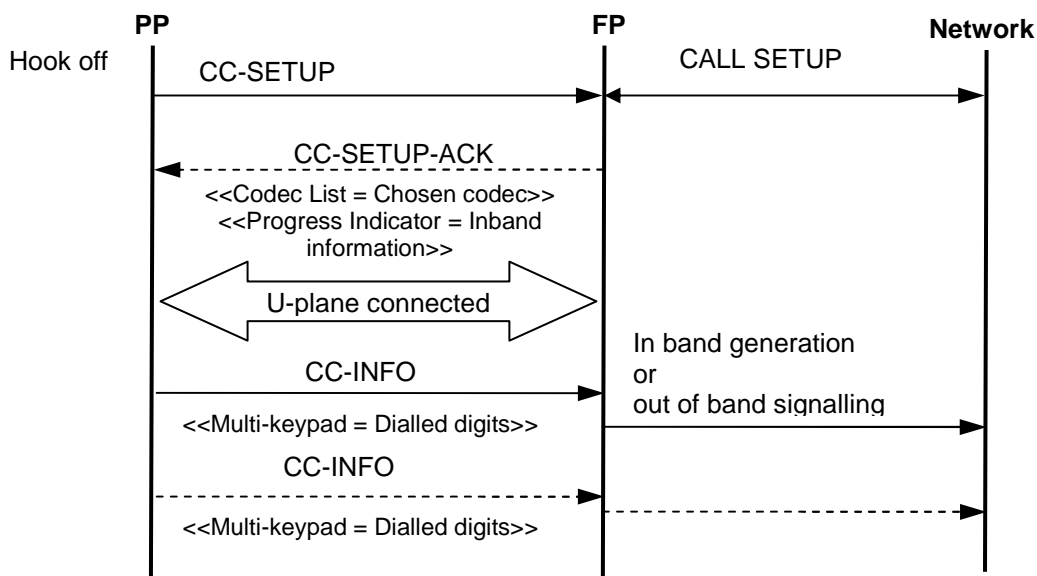 PP
FP
Network
Hook off
CC-SETUP
CALL SETUP
CC-SETUP-ACK
<<Codec List = Chosen codec>>
<<Progress Indicator = Inband
information>>
U-plane connected
In band generation
or
out of band signalling
CC-INFO
<<Multi-keypad = Dialled digits>>
CC-INFO
<<Multi-keypad = Dialled digits>>